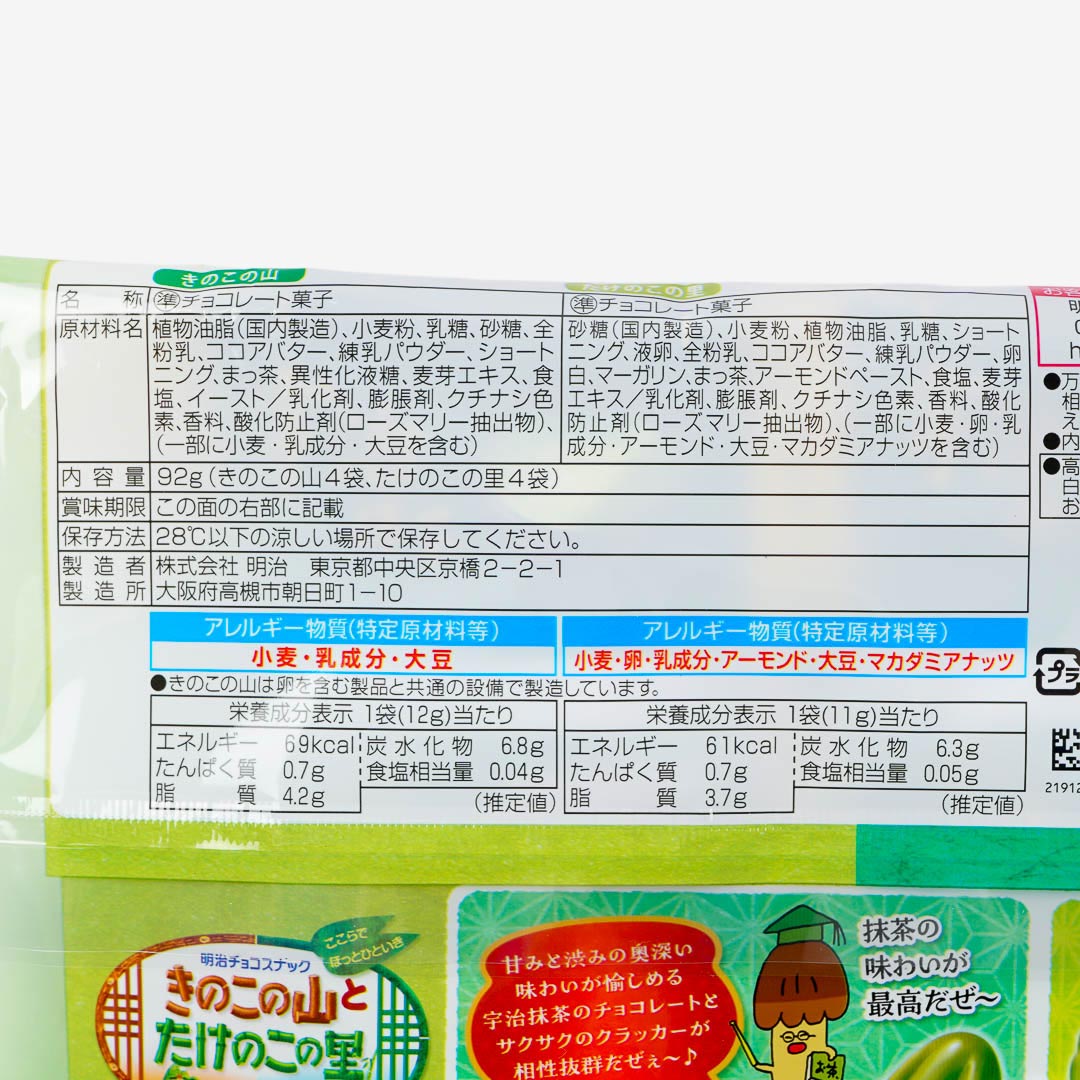 きのこの山
たけのこの里
名称 ㊟チョコレート菓子
原材料名 植物油脂(国内製造)、小麦粉、乳糖、砂糖、全
粉乳、ココアバター、練乳パウダー、ショート
ニング、まっ茶、異性化液糖、麦芽エキス、食
塩、イースト/乳化剤、膨脹剤、クチナシ色
素、香料、酸化防止剤(ローズマリー抽出物)、
(一部に小麦・乳成分・大豆を含む)
準チョコレート菓子
砂糖(国内製造)、小麦粉、植物油脂、乳糖、ショート
ニング、液卵、全粉乳、ココアバター、練乳パウダー、卵
白、マーガリン、まっ茶、アーモンドペースト、食塩、麦芽
エキス/乳化剤、膨脹剤、クチナシ色素、香料、酸化
防止剤(ローズマリー抽出物)、(一部に小麦・卵・乳
成分・アーモンド・大豆・マカダミアナッツを含む)
内容量 92g(きのこの山4袋、たけのこの里4袋)
賞味期限 この面の右部に記載
保存方法 28℃以下の涼しい場所で保存してください。
製造者 株式会社 明治 東京都中央区京橋2-2-1
製造所 大阪府高槻市朝日町1-10
アレルギー物質(特定原材料等)
小麦・乳成分・大豆
アレルギー物質(特定原材料等)
小麦・卵・乳成分・アーモンド・大豆・マカダミアナッツ
●きのこの山は卵を含む製品と共通の設備で製造しています。
栄養成分表示 1袋(12g)当たり
エネルギー 69kcal 炭水化物 6.8g
たんぱく質 0.7g 食塩相当量 0.04g
脂質 4.2g (推定値)
栄養成分表示 1袋(11g)当たり
エネルギー 61kcal 炭水化物 6.3g
たんぱく質 0.7g 食塩相当量 0.05g
脂質 3.7g (推定値)
プラ
21912
ここらで
ほっとひといき
明治チョコスナック
きのこの山と
たけのこの里
甘みと渋みの奥深い
味わいが愉しめる
宇治抹茶のチョコレートと
サクサクのクラッカーが
相性抜群だぜぇ〜♪
抹茶の
味わいが
最高だぜ〜
お茶